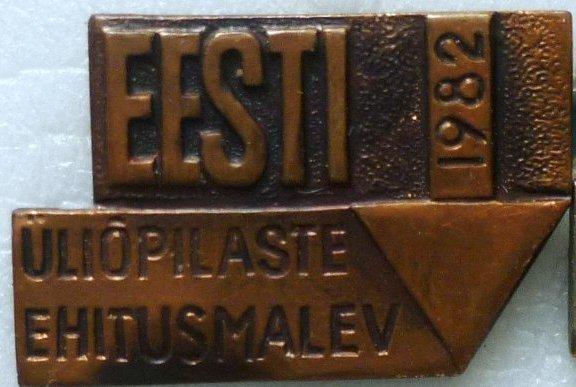 EESTI
1982
ÜLIÕPILASTE
EHITUSMALEV